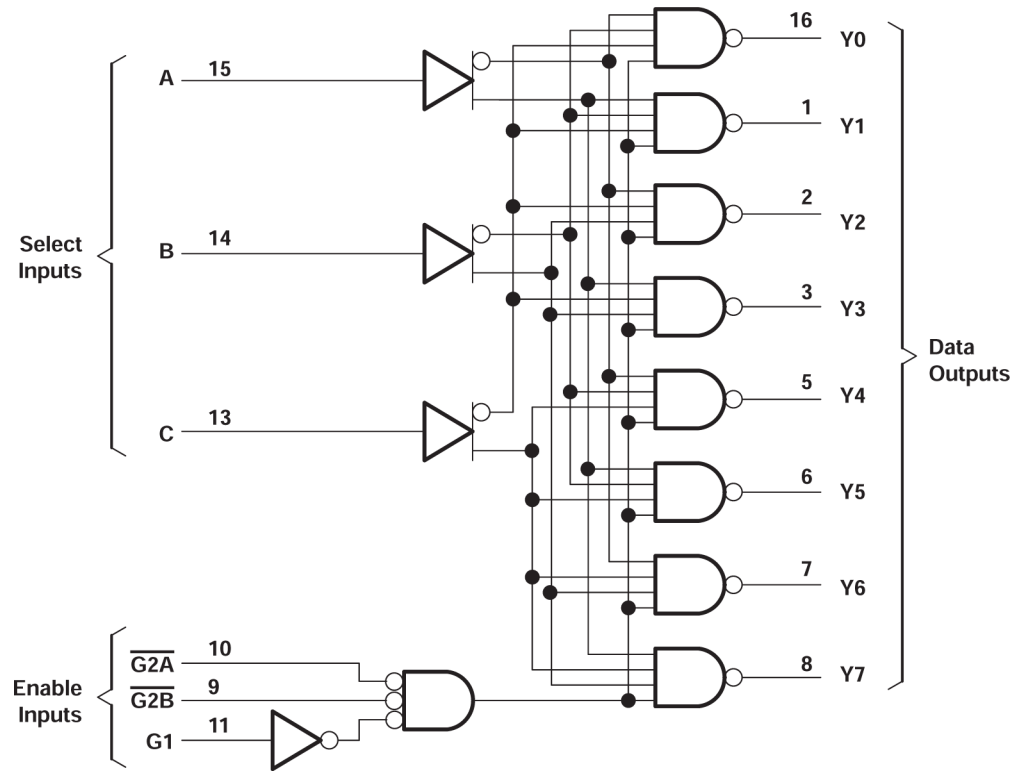 16
Y0
15
A
1
Y1
2
Y2
14
B
Select
Inputs
3
Y3
Data
Outputs
5
Y4
13
C
6
Y5
7
Y6
10
G2A
8
Y7
9
G2B
Enable
Inputs
11
G1